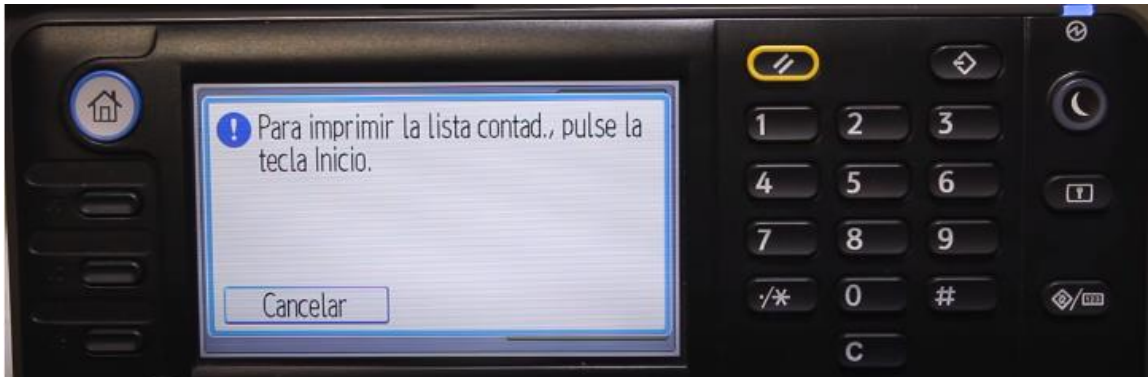 Para imprimir la lista contad., pulse la
tecla Inicio.
Cancelar
1 2 3
4 5 6
7 8 9
·/* 0 #
C